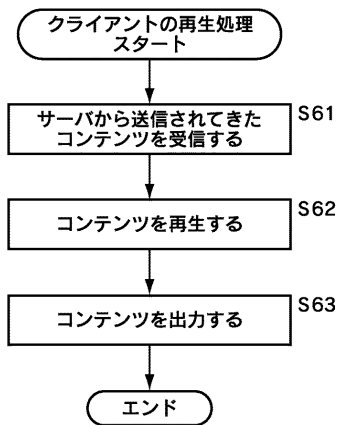 クライアントの再生処理
スタート
サーバから送信されてきた
コンテンツを受信する
S61
コンテンツを再生する
S62
コンテンツを出力する
S63
エンド